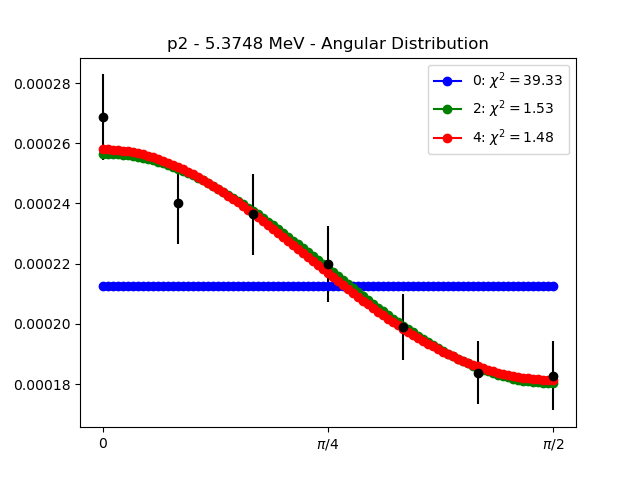 p2 - 5.3748 MeV - Angular Distribution
0: χ² = 39.33
2: χ² = 1.53
4: χ² = 1.48
0.00028
0.00026
0.00024
0.00022
0.00020
0.00018
0 π/4 π/2